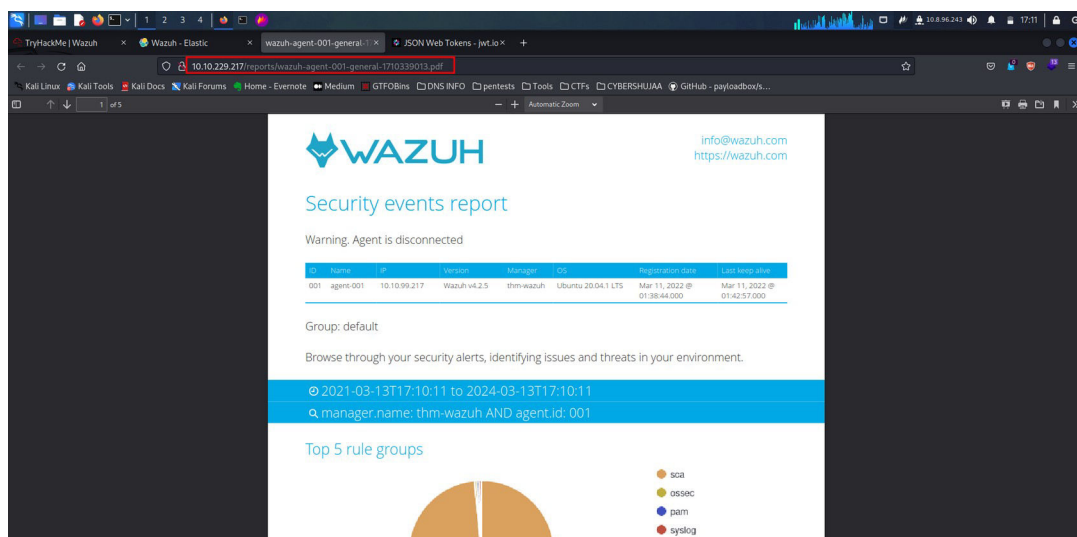 1 2 3 4
10.8.96.243 17:11
TryHackMe | Wazuh × Wazuh - Elastic × wazuh-agent-001-general-1 × JSON Web Tokens - jwt.io × +
10.10.229.217/reports/wazuh-agent-001-general-1710339013.pdf
Kali Linux Kali Tools Kali Docs Kali Forums Home - Evernote Medium GTFOBins DNS INFO pentests Tools CTFs CYBERSHUJAA GitHub - payloadbox/s...
1 of 5 − + Automatic Zoom
WAZUH
info@wazuh.com
https://wazuh.com
Security events report
Warning. Agent is disconnected
ID Name IP Version Manager OS Registration date Last keep alive
001 agent-001 10.10.99.217 Wazuh v4.2.5 thm-wazuh Ubuntu 20.04.1 LTS Mar 11, 2022 @ Mar 11, 2022 @
01:38:44.000 01:42:57.000
Group: default
Browse through your security alerts, identifying issues and threats in your environment.
2021-03-13T17:10:11 to 2024-03-13T17:10:11
manager.name: thm-wazuh AND agent.id: 001
Top 5 rule groups
sca
ossec
pam
syslog